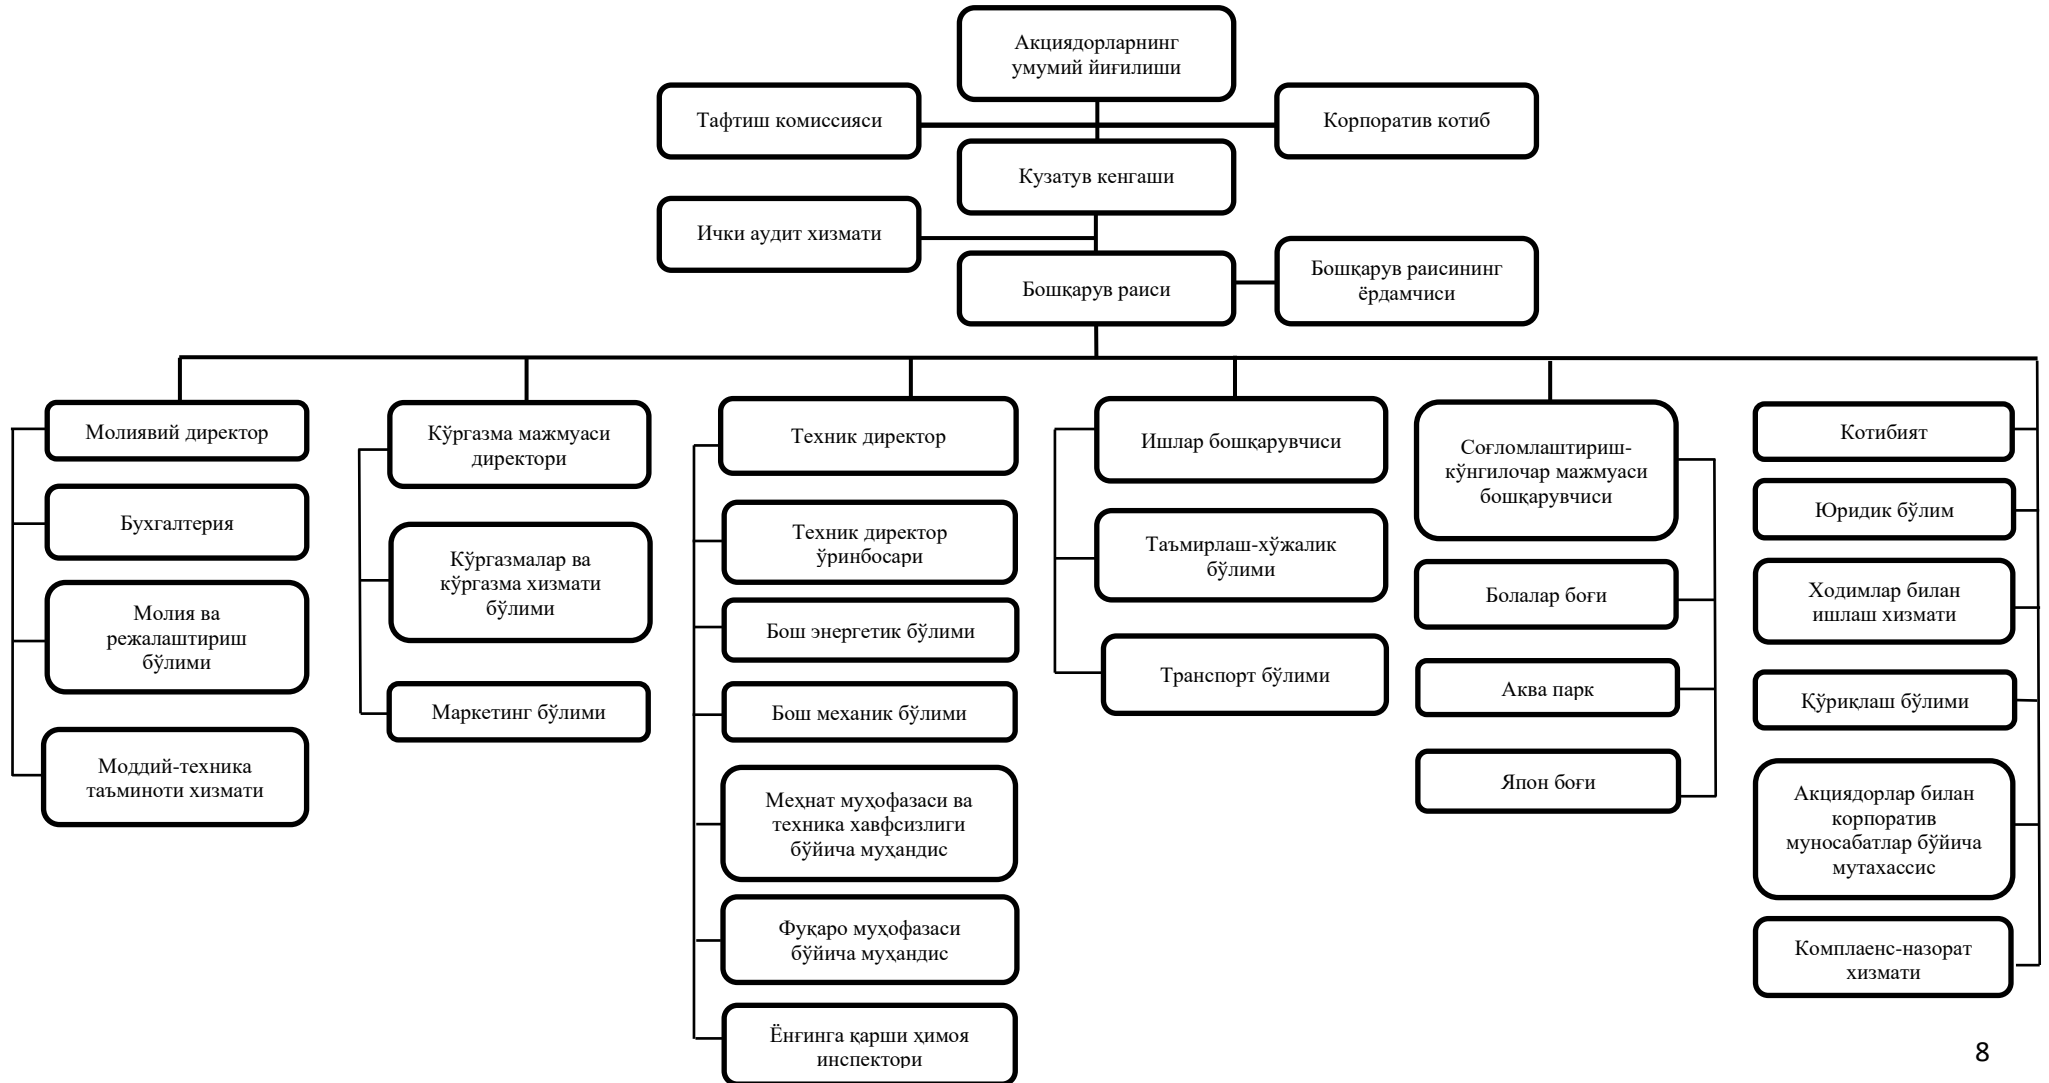 Акциядорларнинг
умумий йиғилиши
Тафтиш комиссияси
Корпоратив котиб
Кузатув кенгаши
Ички аудит хизмати
Бошқарув раиси
Бошқарув раисининг
ёрдамчиси
Молиявий директор
Бухгалтерия
Молия ва
режалаштириш
бўлими
Моддий-техника
таъминоти хизмати
Кўргазма мажмуаси
директори
Кўргазмалар ва
кўргазма хизмати
бўлими
Маркетинг бўлими
Техник директор
Техник директор
ўринбосари
Бош энергетик бўлими
Бош механик бўлими
Меҳнат муҳофазаси ва
техника хавфсизлиги
бўйича муҳандис
Фуқаро муҳофазаси
бўйича муҳандис
Ёнғинга қарши ҳимоя
инспектори
Ишлар бошқарувчиси
Таъмирлаш-хўжалик
бўлими
Транспорт бўлими
Соғломлаштириш-
кўнгилочар мажмуаси
бошқарувчиси
Болалар боғи
Аква парк
Япон боғи
Котибият
Юридик бўлим
Ходимлар билан
ишлаш хизмати
Қўриқлаш бўлими
Акциядорлар билан
корпоратив
муносабатлар бўйича
мутахассис
Комплаенс-назорат
хизмати
8